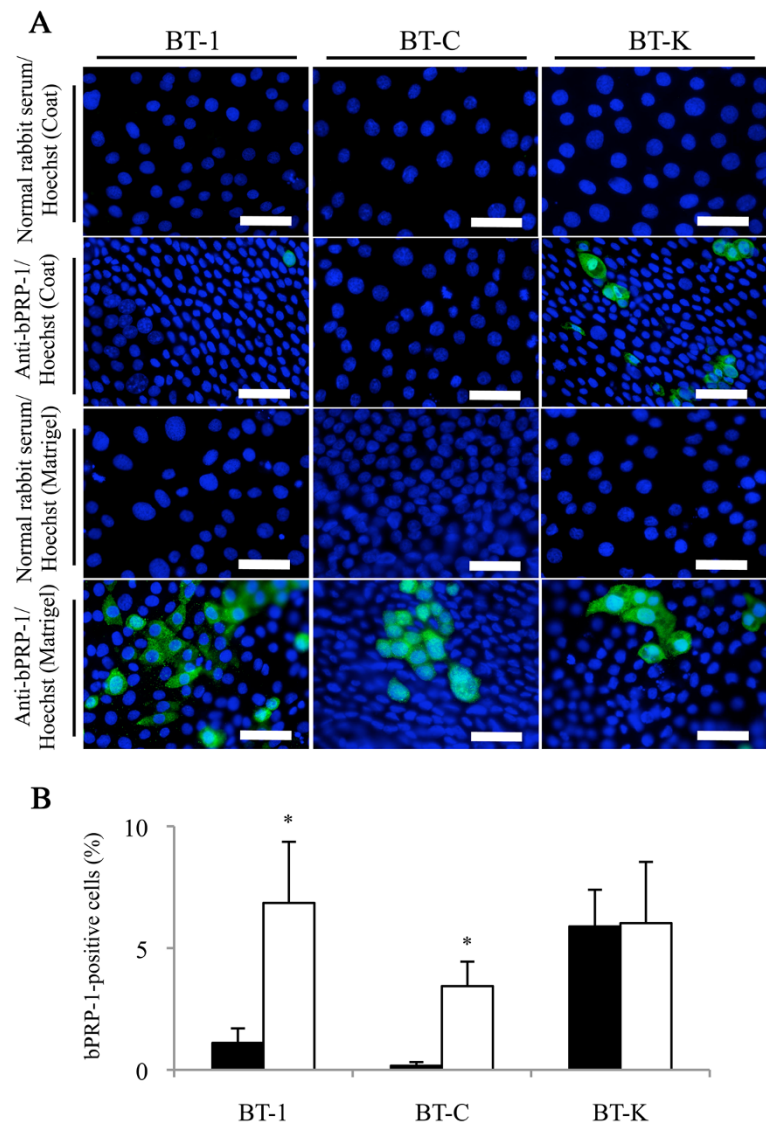 A
BT-1 BT-C BT-K
Normal rabbit serum/
Hoechst (Coat)
Anti-bPRP-1/
Hoechst (Coat)
Normal rabbit serum/
Hoechst (Matrigel)
Anti-bPRP-1/
Hoechst (Matrigel)
B
bPRP-1-positive cells (%)
10
5
0
* *
BT-1 BT-C BT-K